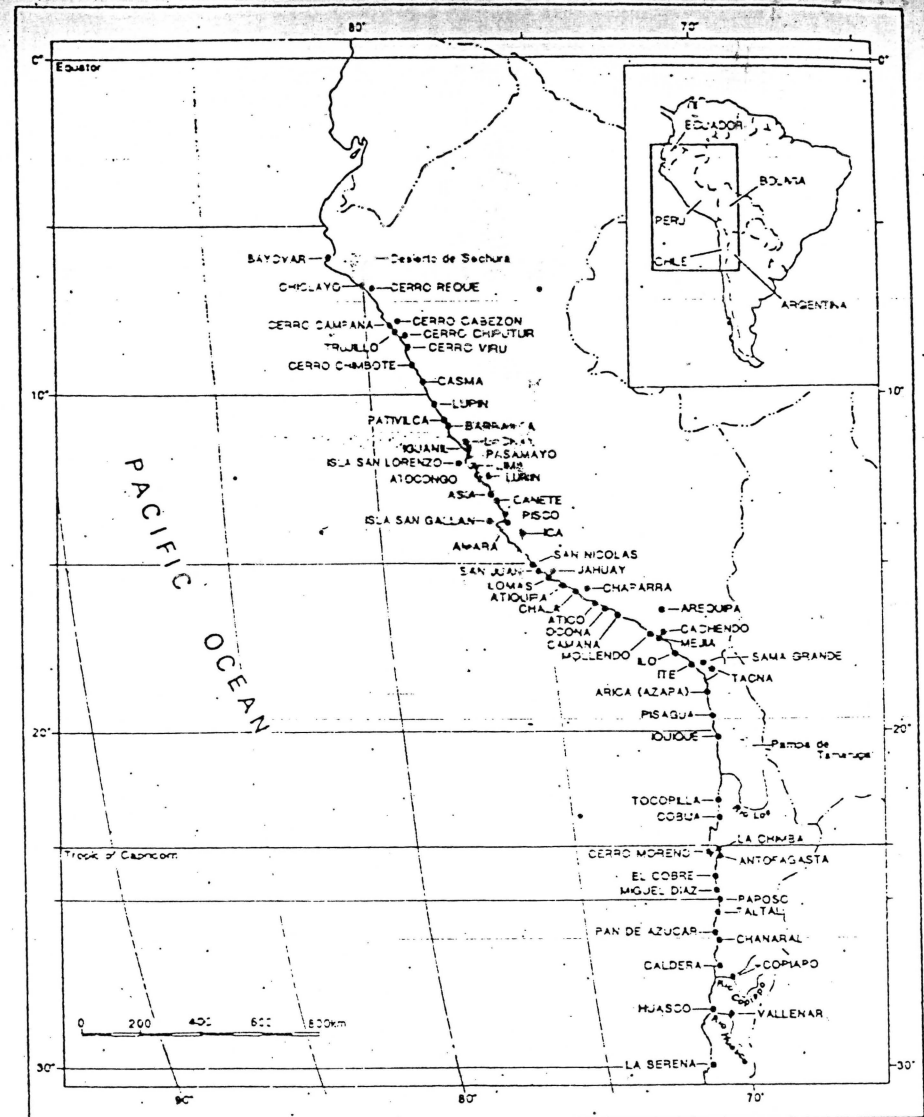 80°
70°
0°
0°
Equator
ECUADOR
BOLIVIA
PERU
CHILE
ARGENTINA
BAYOVAR
Desierto de Sechura
CHICLAYO
CERRO REQUE
CERRO CABEZON
CERRO CAMPANA
CERRO CHIPUTUR
TRUJILLO
CERRO VIRU
CERRO CHIMBOTE
CASMA
10°
10°
LUPIN
PATIVILCA
BARRANCA
LACHAY
IGUANIL
PASAMAYO
ISLA SAN LORENZO
LIMA
ATOCONGO
LURIN
ASIA
CANETE
PISCO
ISLA SAN GALLAN
ICA
AMARA
PACIFIC OCEAN
SAN NICOLAS
SAN JUAN
JAHUAY
LOMAS
CHAPARRA
ATIQUIPA
CHALA
AREQUIPA
ATICO
OCONA
CACHENDO
CAMANA
MEJIA
MOLLENDO
ILO
SAMA GRANDE
ITE
TACNA
ARICA (AZAPA)
PISAGUA
20°
20°
IQUIQUE
Pampa de
Tamarugal
TOCOPILLA
Rio Loa
COBIJA
LA CHIMBA
Tropic of Capricorn
CERRO MORENO
ANTOFAGASTA
EL COBRE
MIGUEL DIAZ
PAPOSO
TALTAL
PAN DE AZUCAR
CHANARAL
CALDERA
COPIAPO
Rio Copiapo
HUASCO
VALLENAR
Rio Huasco
0 200 400 600 800km
30°
30°
LA SERENA
90°
80°
70°